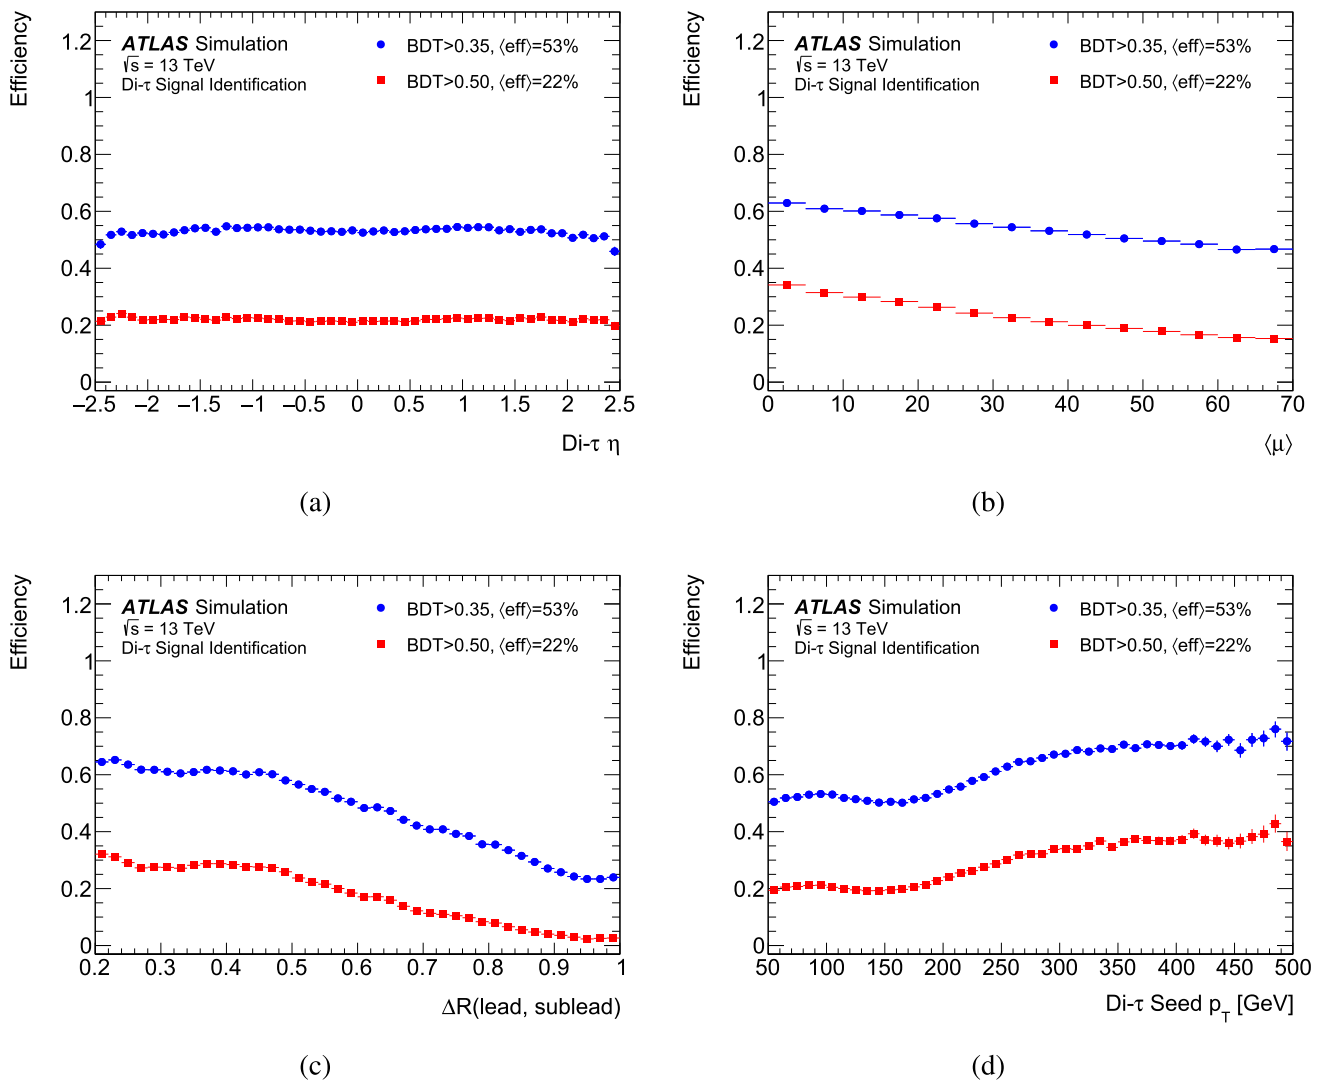 Efficiency
1.2
1
0.8
0.6
0.4
0.2
0
ATLAS Simulation
√s = 13 TeV
Di-τ Signal Identification
BDT>0.35, ⟨eff⟩=53%
BDT>0.50, ⟨eff⟩=22%
−2.5 −2 −1.5 −1 −0.5 0 0.5 1 1.5 2 2.5
Di-τ η
(a)
Efficiency
1.2
1
0.8
0.6
0.4
0.2
0
ATLAS Simulation
√s = 13 TeV
Di-τ Signal Identification
BDT>0.35, ⟨eff⟩=53%
BDT>0.50, ⟨eff⟩=22%
0 10 20 30 40 50 60 70
⟨μ⟩
(b)
Efficiency
1.2
1
0.8
0.6
0.4
0.2
0
ATLAS Simulation
√s = 13 TeV
Di-τ Signal Identification
BDT>0.35, ⟨eff⟩=53%
BDT>0.50, ⟨eff⟩=22%
0.2 0.3 0.4 0.5 0.6 0.7 0.8 0.9 1
ΔR(lead, sublead)
(c)
Efficiency
1.2
1
0.8
0.6
0.4
0.2
0
ATLAS Simulation
√s = 13 TeV
Di-τ Signal Identification
BDT>0.35, ⟨eff⟩=53%
BDT>0.50, ⟨eff⟩=22%
50 100 150 200 250 300 350 400 450 500
Di-τ Seed p_T [GeV]
(d)